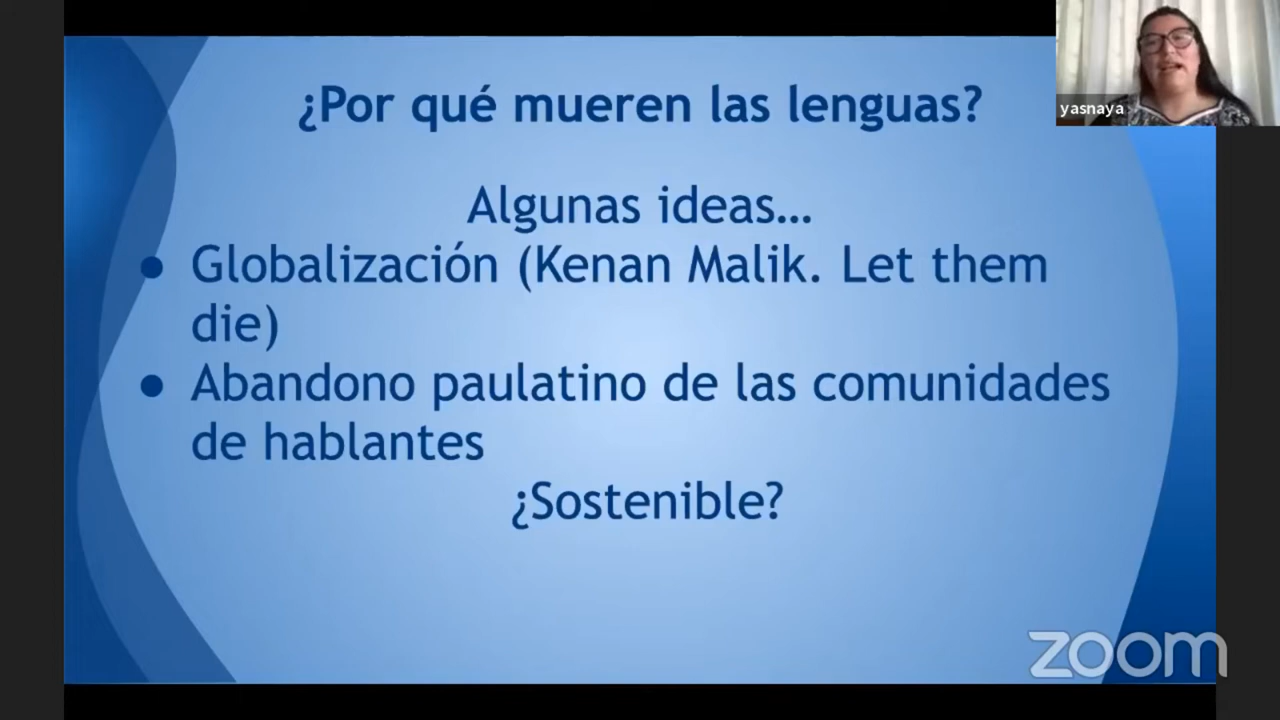 ¿Por qué mueren las lenguas?
yasnaya
Algunas ideas...
● Globalización (Kenan Malik. Let them
die)
● Abandono paulatino de las comunidades
de hablantes
¿Sostenible?
zoom